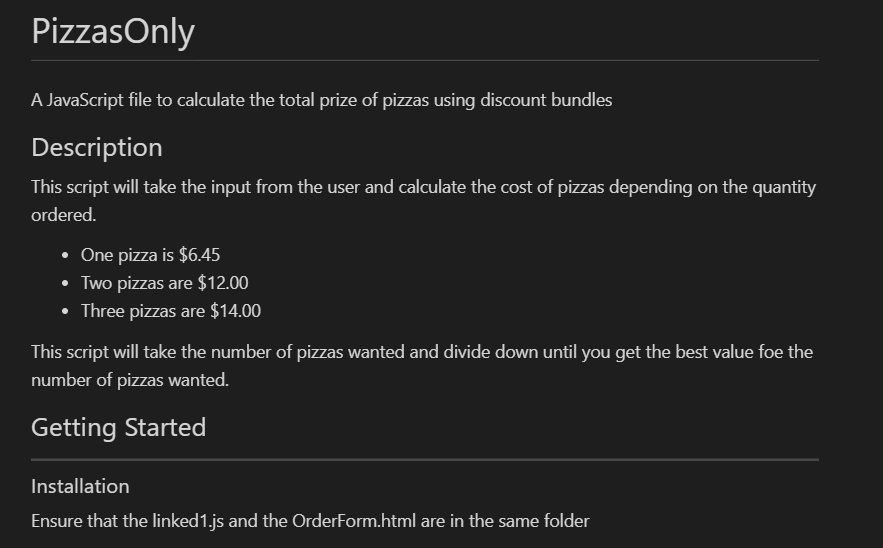 PizzasOnly
A JavaScript file to calculate the total prize of pizzas using discount bundles
Description
This script will take the input from the user and calculate the cost of pizzas depending on the quantity
ordered.
• One pizza is $6.45
• Two pizzas are $12.00
• Three pizzas are $14.00
This script will take the number of pizzas wanted and divide down until you get the best value foe the
number of pizzas wanted.
Getting Started
Installation
Ensure that the linked1.js and the OrderForm.html are in the same folder